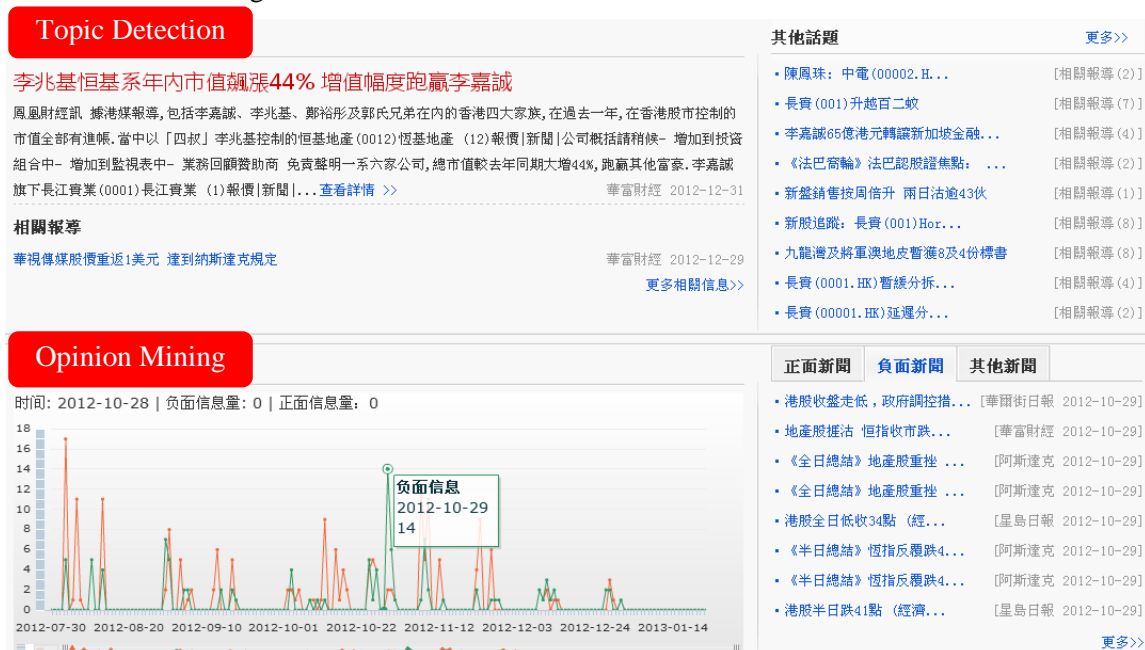 Topic Detection
李兆基恒基系年内市值飆漲44% 增值幅度跑贏李嘉誠
鳳凰財經訊 據港媒報導,包括李嘉誠、李兆基、鄭裕彤及郭氏兄弟在内的香港四大家族,在過去一年,在香港股市控制的
市值全部有進帳.當中以「四叔」李兆基控制的恒基地產(0012)恆基地產 (12)報價|新聞|公司概括請稍候- 增加到投資
組合中- 增加到監視表中- 業務回顧贊助商 免責聲明一系六家公司,總市值較去年同期大增44%,跑贏其他富豪.李嘉誠
旗下長江實業(0001)長江實業 (1)報價|新聞|...查看詳情 >>
華富財經 2012-12-31
相關報導
華視傳媒股價重返1美元 達到納斯達克規定
華富財經 2012-12-29
更多相關信息>>
其他話題
更多>>
陳鳳珠: 中電(00002.H... [相關報導(2)]
長實(001)升越百二蚊 [相關報導(7)]
李嘉誠65億港元轉讓新加坡金融... [相關報導(4)]
《法巴窩輪》法巴認股證焦點: ... [相關報導(2)]
新盤銷售按周倍升 兩日沽逾43伙 [相關報導(1)]
新股追蹤: 長實(001)Hor... [相關報導(8)]
九龍灣及將軍澳地皮暫獲8及4份標書 [相關報導(8)]
長實(0001.HK)暫緩分拆... [相關報導(4)]
長實(00001.HK)延遲分... [相關報導(2)]
Opinion Mining
时间: 2012-10-28 | 负面信息量: 0 | 正面信息量: 0
18
16
14
12
10
8
6
4
2
0
负面信息
2012-10-29
14
2012-07-30 2012-08-20 2012-09-10 2012-10-01 2012-10-22 2012-11-12 2012-12-03 2012-12-24 2013-01-14
正面新聞 負面新聞 其他新聞
港股收盤走低，政府調控措... [華爾街日報 2012-10-29]
地產股捱沽 恒指收市跌... [華富財經 2012-10-29]
《全日總結》地產股重挫 ... [阿斯達克 2012-10-29]
《全日總結》地產股重挫 ... [阿斯達克 2012-10-29]
港股全日低收34點 (經... [星島日報 2012-10-29]
《半日總結》恆指反覆跌4... [阿斯達克 2012-10-29]
《半日總結》恆指反覆跌4... [阿斯達克 2012-10-29]
港股半日跌41點 (經濟... [星島日報 2012-10-29]
更多>>